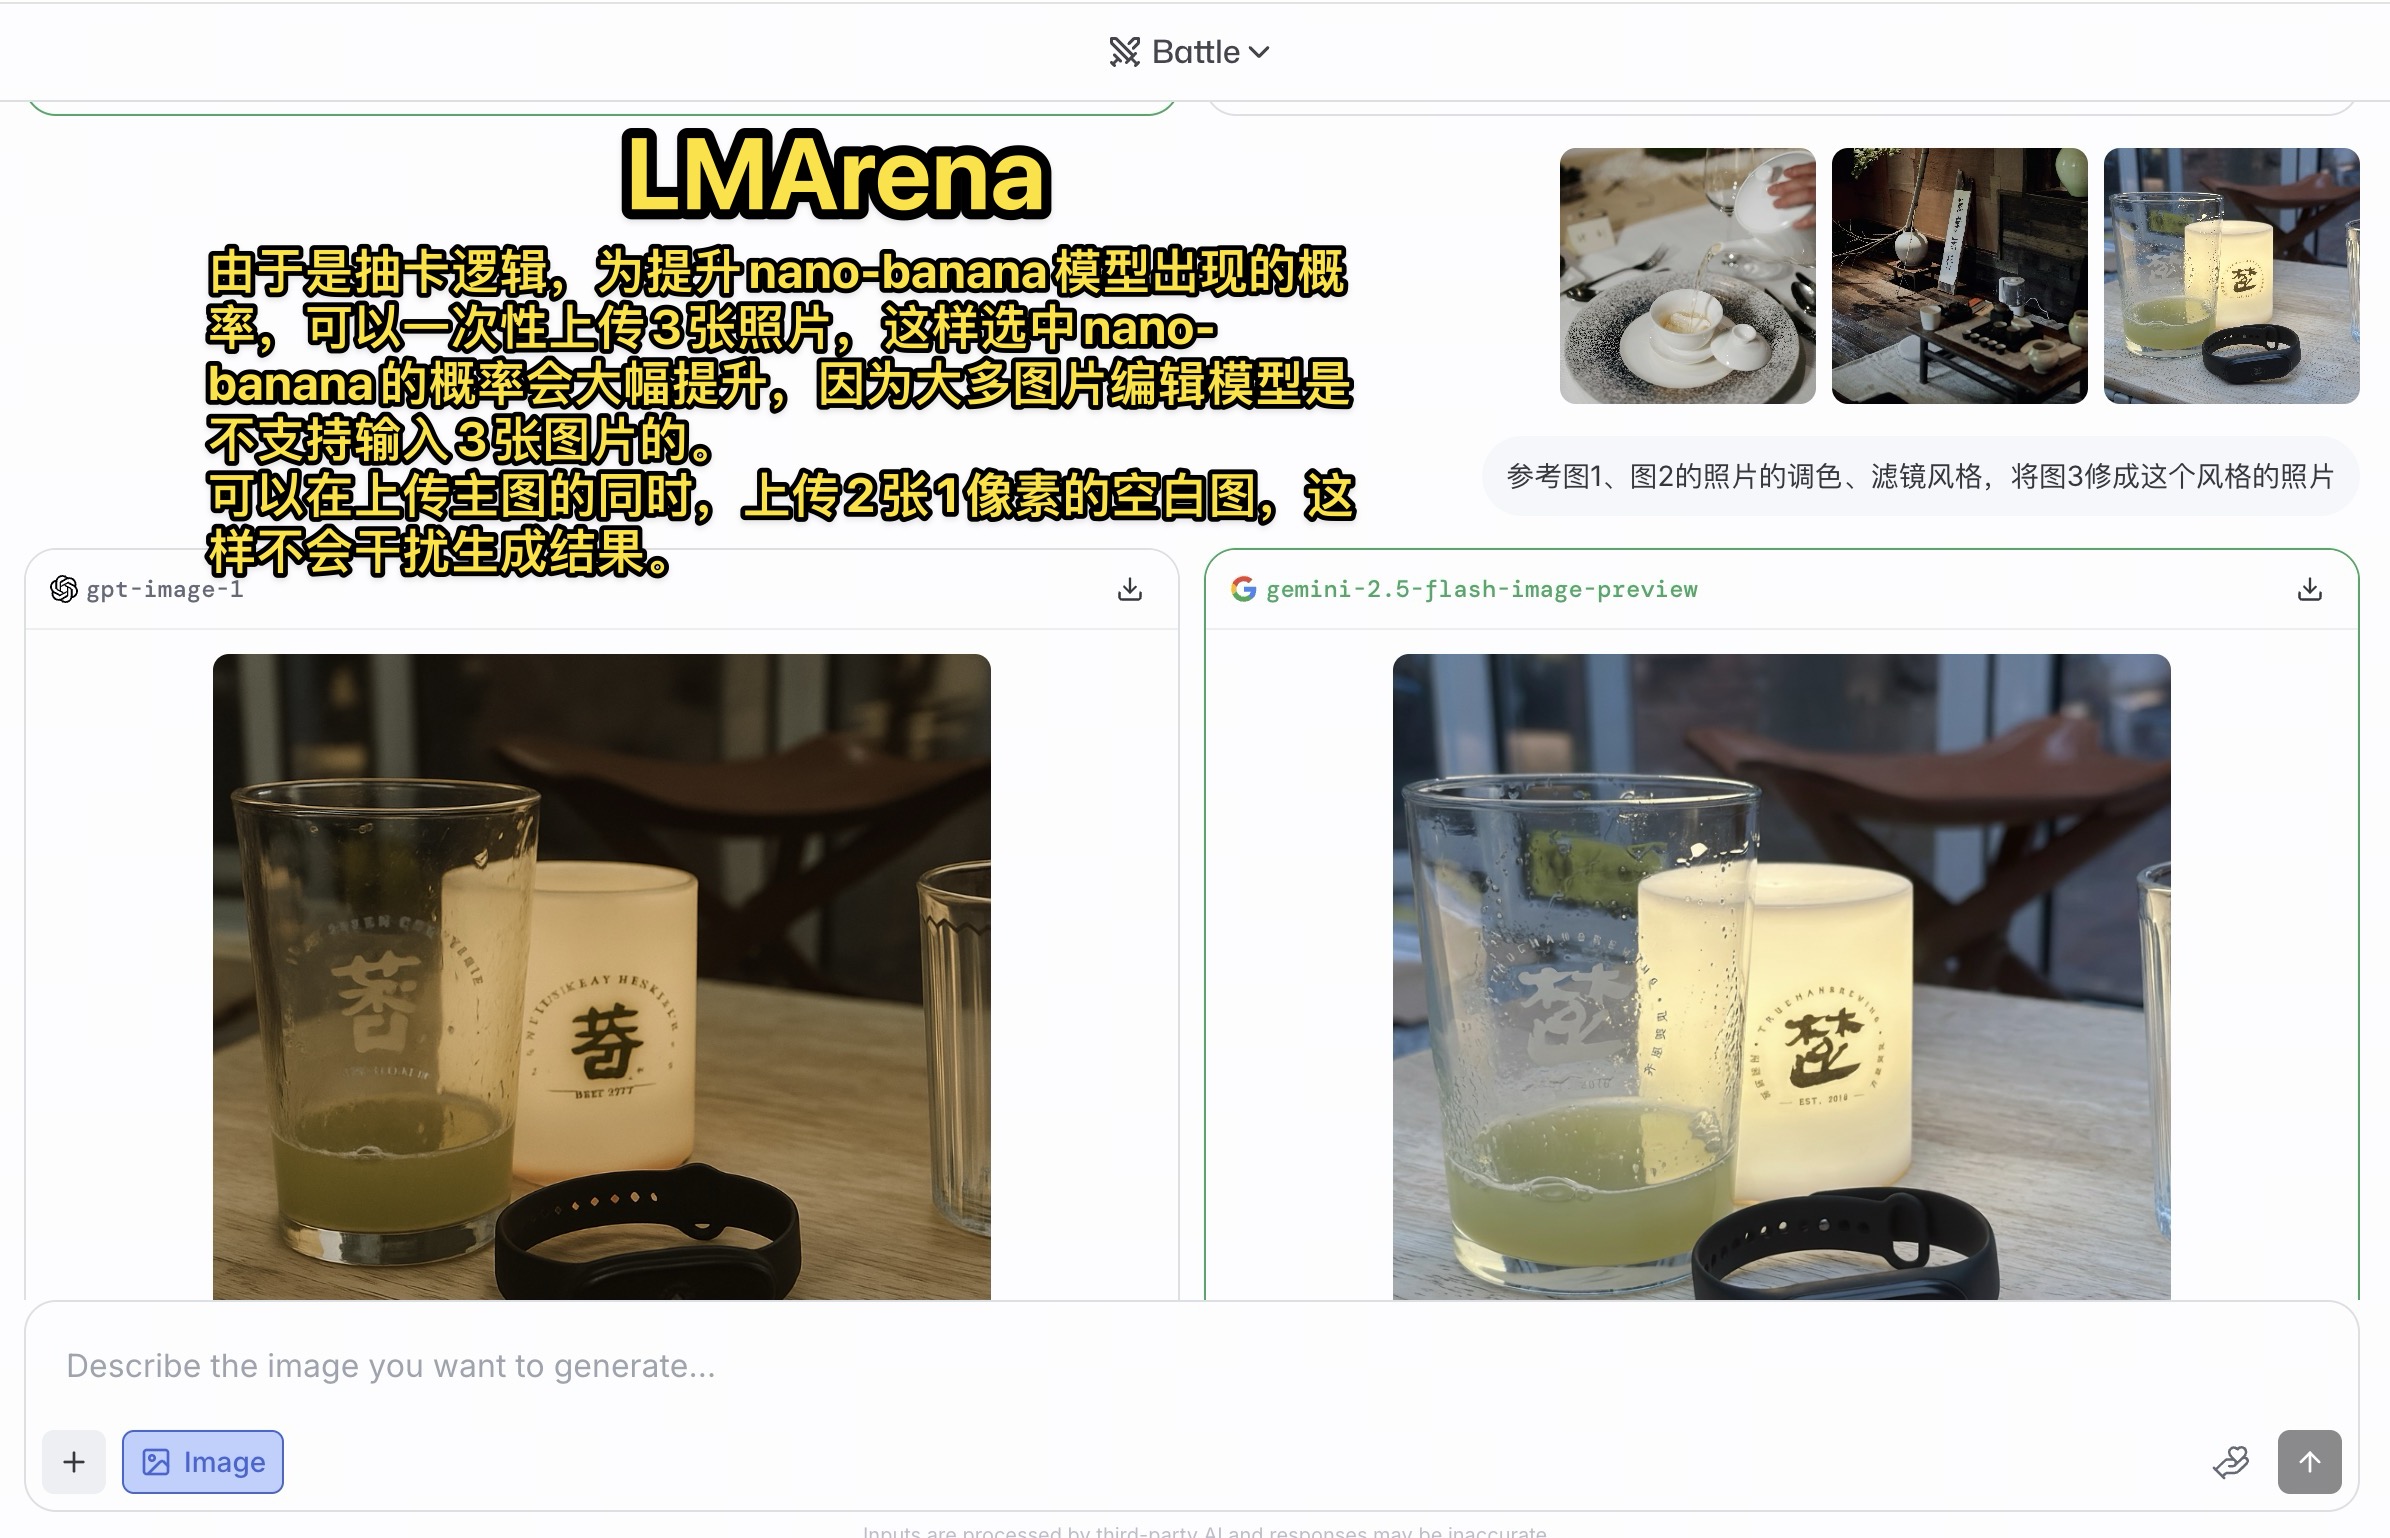 Battle
LMArena
由于是抽卡逻辑，为提升nano-banana模型出现的概
率，可以一次性上传3张照片，这样选中nano-
banana的概率会大幅提升，因为大多图片编辑模型是
不支持输入3张图片的。
可以在上传主图的同时，上传2张1像素的空白图，这
样不会干扰生成结果。
参考图1、图2的照片的调色、滤镜风格，将图3修成这个风格的照片
gpt-image-1
gemini-2.5-flash-image-preview
BEET 2777
楚
EST. 2018
Describe the image you want to generate...
Image
Inputs are processed by third-party AI and responses may be inaccurate